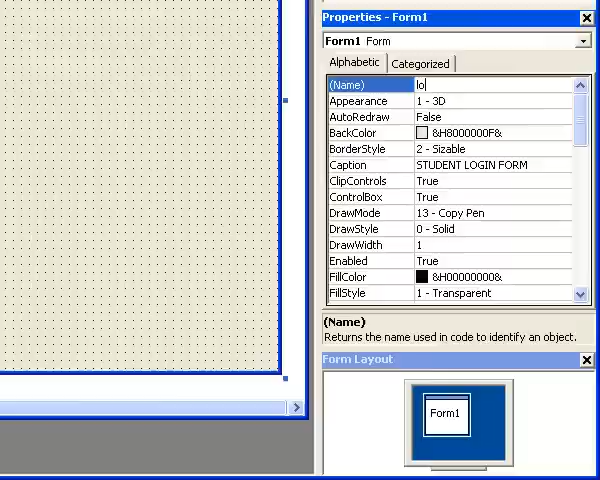 Properties - Form1
Form1 Form
Alphabetic Categorized
(Name) lo
Appearance 1 - 3D
AutoRedraw False
BackColor &H8000000F&
BorderStyle 2 - Sizable
Caption STUDENT LOGIN FORM
ClipControls True
ControlBox True
DrawMode 13 - Copy Pen
DrawStyle 0 - Solid
DrawWidth 1
Enabled True
FillColor &H00000000&
FillStyle 1 - Transparent
(Name)
Returns the name used in code to identify an object.
Form Layout
Form1